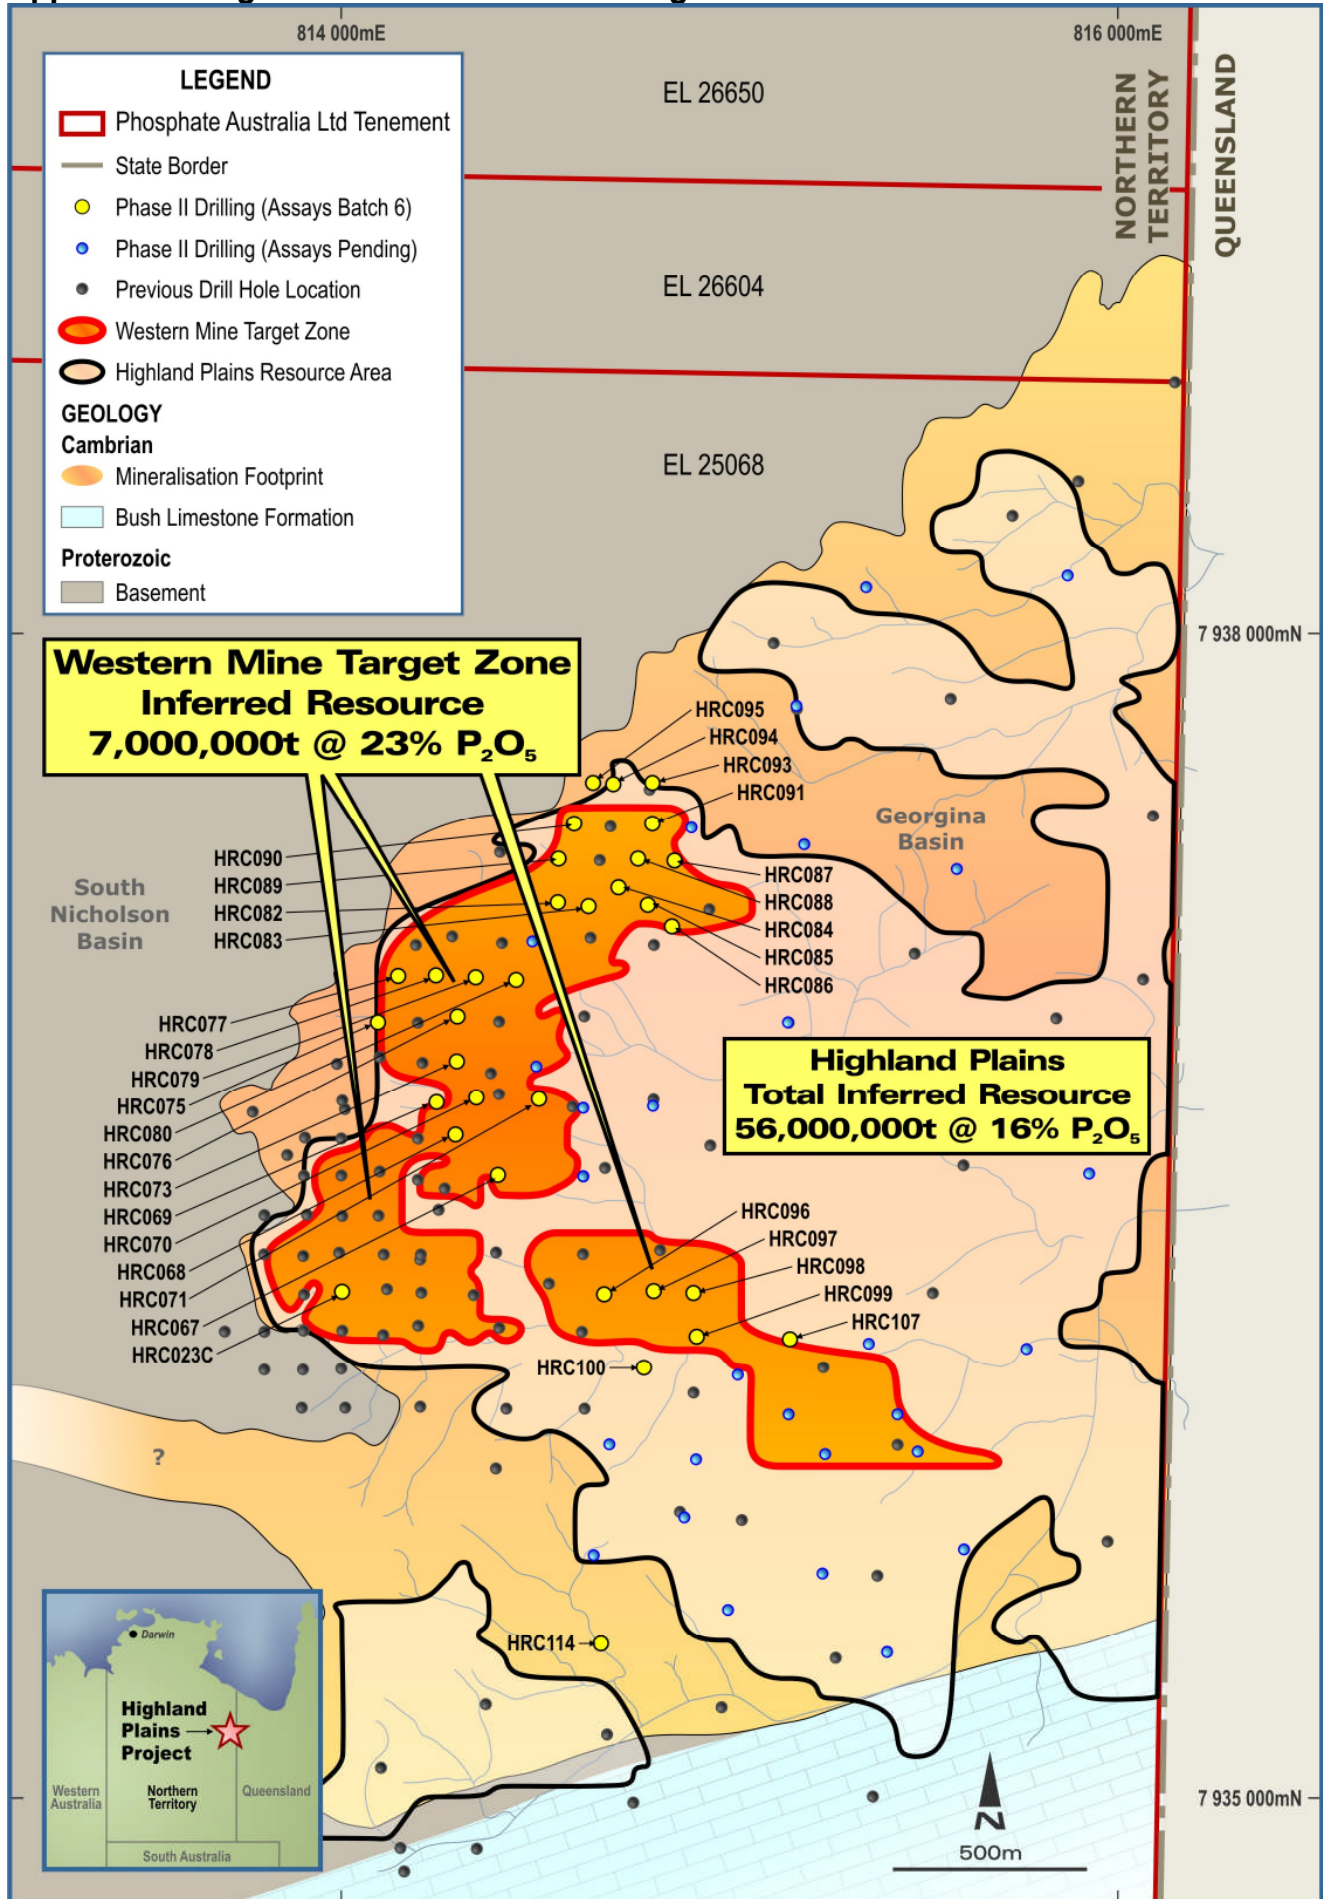 814 000mE
816 000mE
LEGEND
Phosphate Australia Ltd Tenement
State Border
Phase II Drilling (Assays Batch 6)
Phase II Drilling (Assays Pending)
Previous Drill Hole Location
Western Mine Target Zone
Highland Plains Resource Area
GEOLOGY
Cambrian
Mineralisation Footprint
Bush Limestone Formation
Proterozoic
Basement
EL 26650
EL 26604
EL 25068
NORTHERN
TERRITORY
QUEENSLAND
7 938 000mN
Western Mine Target Zone
Inferred Resource
7,000,000t @ 23% P₂O₅
HRC095
HRC094
HRC093
HRC091
Georgina
Basin
South
Nicholson
Basin
HRC090
HRC089
HRC082
HRC083
HRC087
HRC088
HRC084
HRC085
HRC086
HRC077
HRC078
HRC079
HRC075
HRC080
HRC076
HRC073
HRC069
HRC070
HRC068
HRC071
HRC067
HRC023C
Highland Plains
Total Inferred Resource
56,000,000t @ 16% P₂O₅
HRC096
HRC097
HRC098
HRC099
HRC107
HRC100
?
HRC114
Darwin
Highland
Plains
Project
Western
Australia
Northern
Territory
Queensland
South Australia
N
500m
7 935 000mN